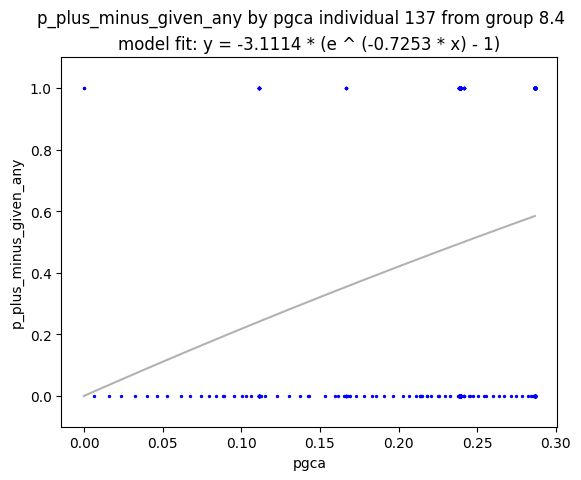 p_plus_minus_given_any by pgca individual 137 from group 8.4
model fit: y = -3.1114 * (e ^ (-0.7253 * x) - 1)
1.0
0.8
0.6
0.4
0.2
0.0
p_plus_minus_given_any
0.00 0.05 0.10 0.15 0.20 0.25 0.30
pgca